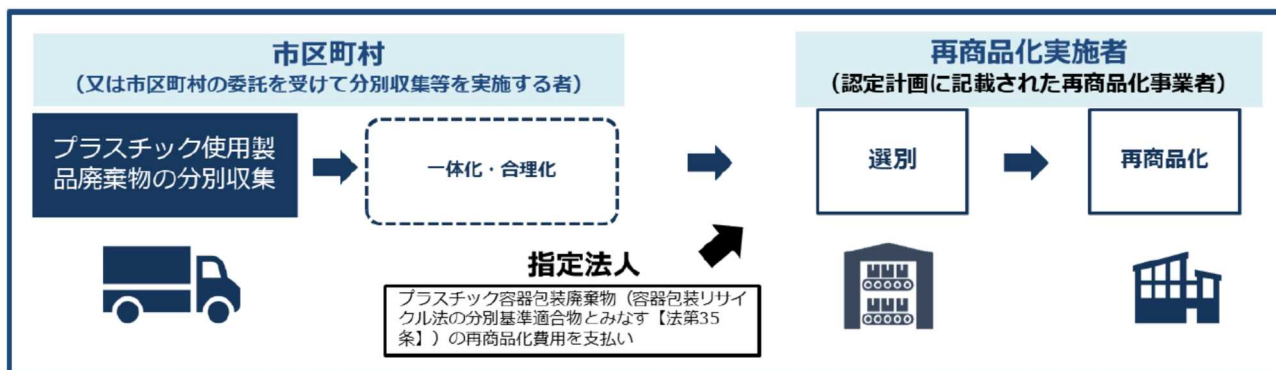 市区町村
（又は市区町村の委託を受けて分別収集等を実施する者）
プラスチック使用製
品廃棄物の分別収集
一体化・合理化
再商品化実施者
（認定計画に記載された再商品化事業者）
選別
再商品化
指定法人
プラスチック容器包装廃棄物（容器包装リサイ
クル法の分別基準適合物とみなす【法第35
条】）の再商品化費用を支払い